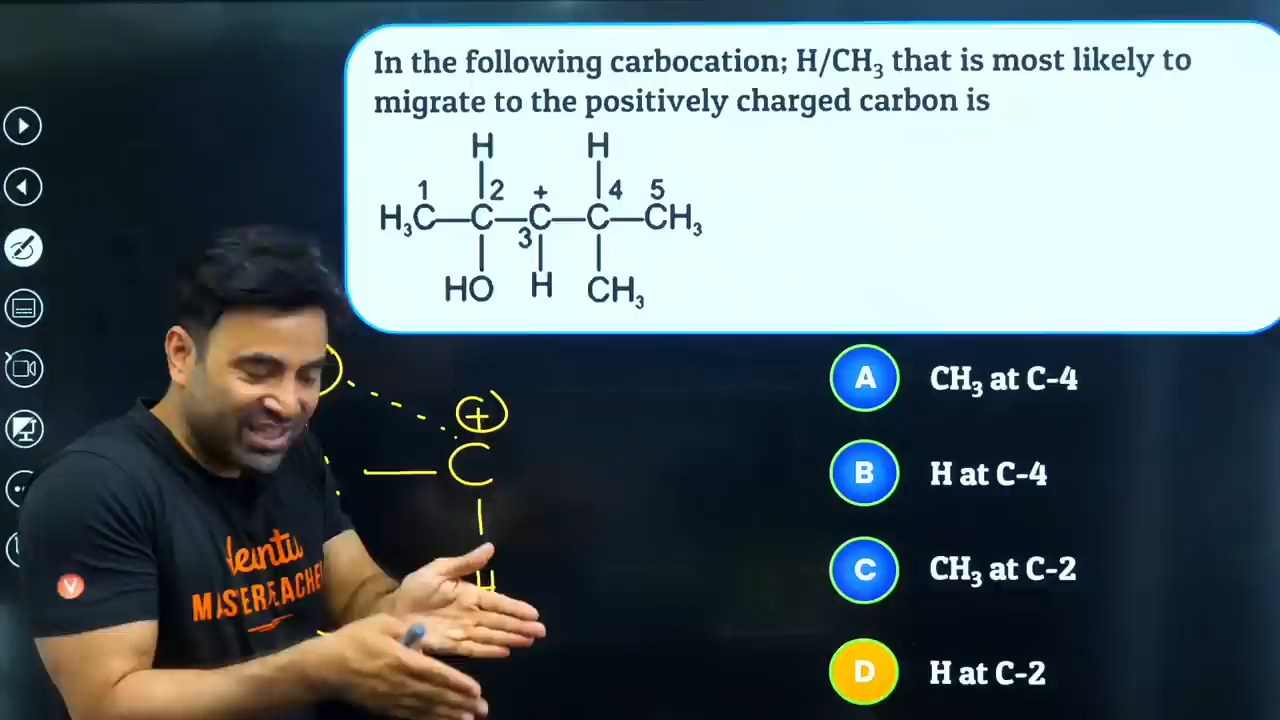 In the following carbocation; H/CH₃ that is most likely to
migrate to the positively charged carbon is
H H
1 2 + 4 5
H₃C—C—C—C—CH₃
3
HO H CH₃
+
C
H
A CH₃ at C-4
B H at C-4
C CH₃ at C-2
D H at C-2
V